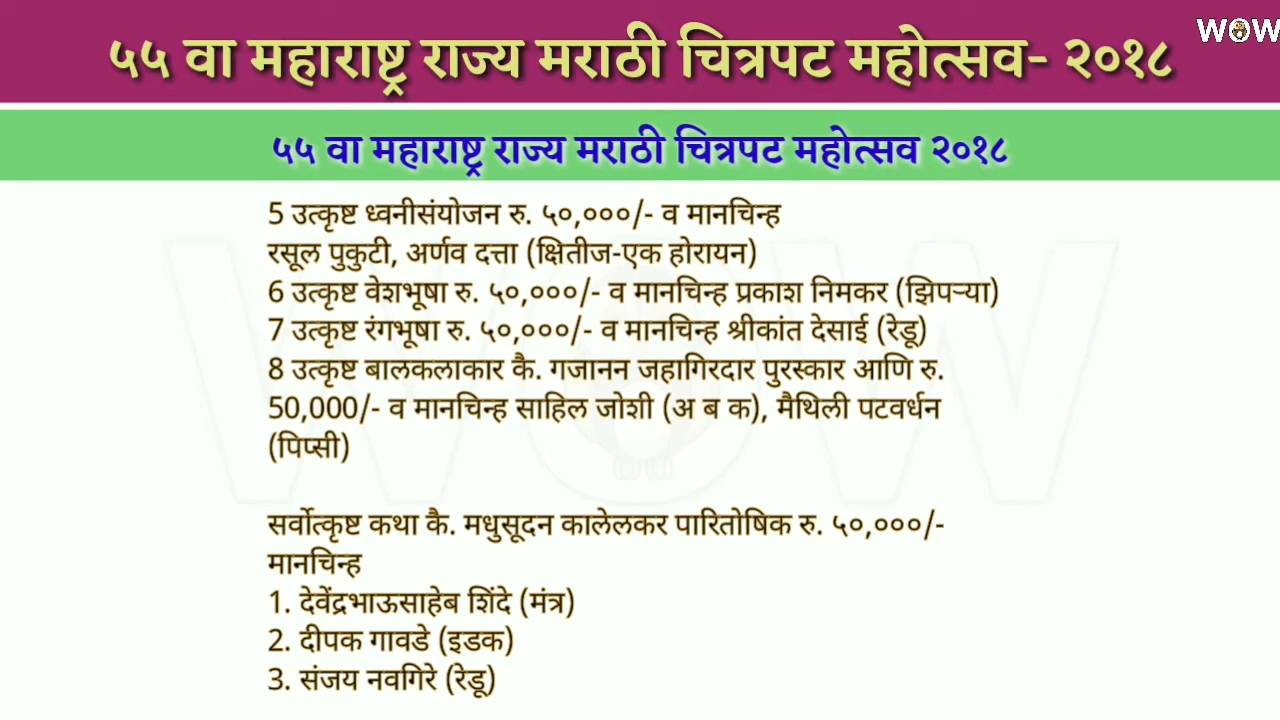 ५५ वा महाराष्ट्र राज्य मराठी चित्रपट महोत्सव- २०१८
WOW
५५ वा महाराष्ट्र राज्य मराठी चित्रपट महोत्सव २०१८
5 उत्कृष्ट ध्वनीसंयोजन रु. ५०,०००/- व मानचिन्ह
रसूल पुकुटी, अर्णव दत्ता (क्षितीज-एक होरायन)
6 उत्कृष्ट वेशभूषा रु. ५०,०००/- व मानचिन्ह प्रकाश निमकर (झिपऱ्या)
7 उत्कृष्ट रंगभूषा रु. ५०,०००/- व मानचिन्ह श्रीकांत देसाई (रेडू)
8 उत्कृष्ट बालकलाकार कै. गजानन जहागिरदार पुरस्कार आणि रु.
50,000/- व मानचिन्ह साहिल जोशी (अ ब क), मैथिली पटवर्धन
(पिप्सी)
सर्वोत्कृष्ट कथा कै. मधुसूदन कालेलकर पारितोषिक रु. ५०,०००/-
मानचिन्ह
1. देवेंद्रभाऊसाहेब शिंदे (मंत्र)
2. दीपक गावडे (इडक)
3. संजय नवगिरे (रेडू)